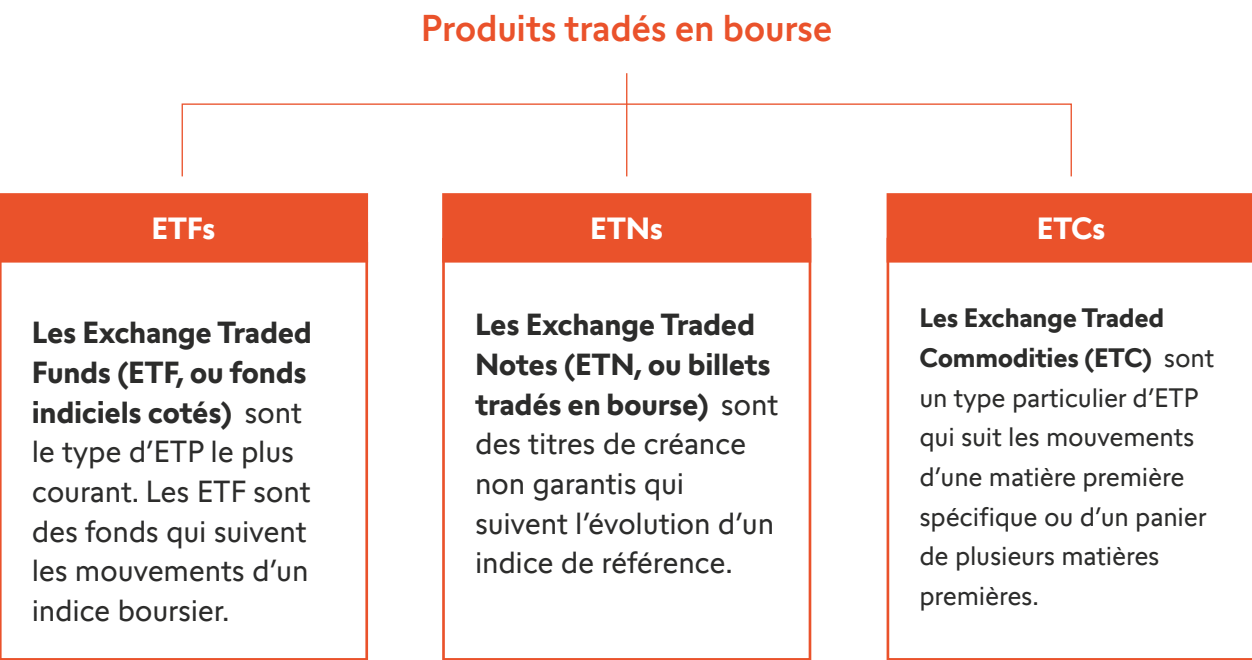 Produits tradés en bourse
ETFs
Les Exchange Traded
Funds (ETF, ou fonds
indiciels cotés) sont
le type d’ETP le plus
courant. Les ETF sont
des fonds qui suivent
les mouvements d’un
indice boursier.
ETNs
Les Exchange Traded
Notes (ETN, ou billets
tradés en bourse) sont
des titres de créance
non garantis qui
suivent l’évolution d’un
indice de référence.
ETCs
Les Exchange Traded
Commodities (ETC) sont
un type particulier d’ETP
qui suit les mouvements
d’une matière première
spécifique ou d’un panier
de plusieurs matières
premières.